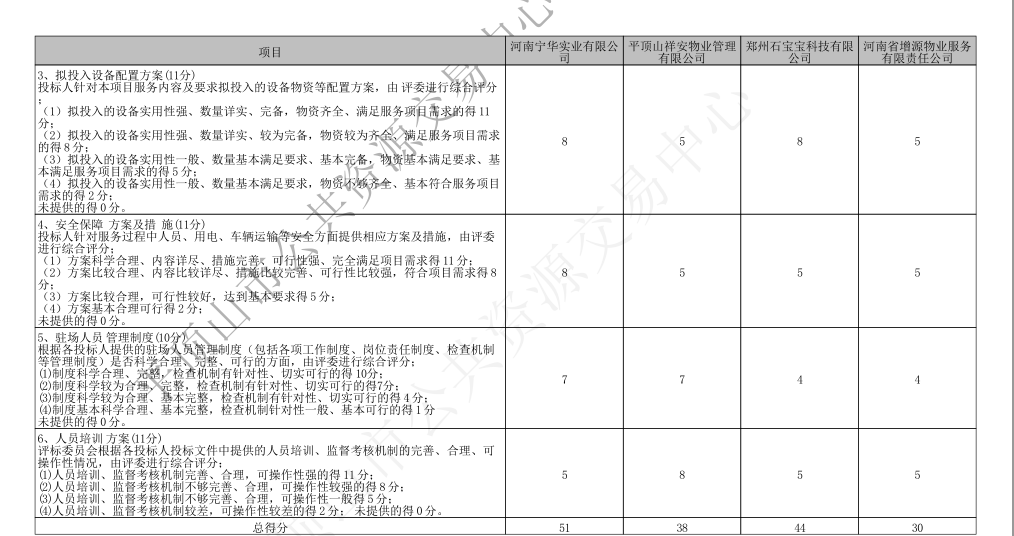 项目
河南宁华实业有限公
司
平顶山祥安物业管理
有限公司
郑州石宝宝科技有限
公司
河南省增源物业服务
有限责任公司
3、拟投入设备配置方案(11分)
投标人针对本项目服务内容及要求拟投入的设备物资等配置方案，由 评委进行综合评分
；
（1）拟投入的设备实用性强、数量详实、完备，物资齐全、满足服务项目需求的得 11
分；
（2）拟投入的设备实用性强、数量详实、较为完备，物资较为齐全、满足服务项目需求
的得 8 分；
（3）拟投入的设备实用性一般、数量基本满足要求、基本完备，物资基本满足要求、基
本满足服务项目需求的得 5 分；
（4）拟投入的设备实用性一般、数量基本满足要求，物资不够齐全、基本符合服务项目
需求的得 2 分；
未提供的得 0 分。
8 5 8 5
4、安全保障 方案及措 施(11分)
投标人针对服务过程中人员、用电、车辆运输等安全方面提供相应方案及措施，由评委
进行综合评分；
（1）方案科学合理、内容详尽、措施完善、可行性强、完全满足项目需求得 11 分；
（2）方案比较合理、内容比较详尽、措施比较完善、可行性比较强，符合项目需求得 8
分；
（3）方案比较合理，可行性较好，达到基本要求得 5 分；
（4）方案基本合理可行得 2 分；
未提供的得 0 分。
8 5 5 5
5、驻场人员 管理制度(10分)
根据各投标人提供的驻场人员管理制度（包括各项工作制度、岗位责任制度、检查机制
等管理制度）是否科学合理、完整、可行的方面，由评委进行综合评分；
(1)制度科学合理、完整，检查机制有针对性、切实可行的得 10分；
(2)制度科学较为合理、完整，检查机制有针对性、切实可行的得7分；
(3)制度科学较为合理、基本完整，检查机制有针对性、切实可行的得 4 分；
(4)制度基本科学合理、基本完整，检查机制针对性一般、基本可行的得 1 分
未提供的得 0 分。
7 7 4 4
6、人员培训 方案(11分)
评标委员会根据各投标人投标文件中提供的人员培训、监督考核机制的完善、合理、可
操作性情况，由评委进行综合评分；
(1)人员培训、监督考核机制完善、合理，可操作性强的得 11 分；
(2)人员培训、监督考核机制不够完善、合理，可操作性较强的得 8 分；
(3)人员培训、监督考核机制不够完善、合理，可操作性一般得 5 分；
(4)人员培训、监督考核机制较差，可操作性较差的得 2 分； 未提供的得 0 分。
5 8 5 5
总得分 51 38 44 30
平顶山市公共资源交易中心
顶山市公共资源交易中心